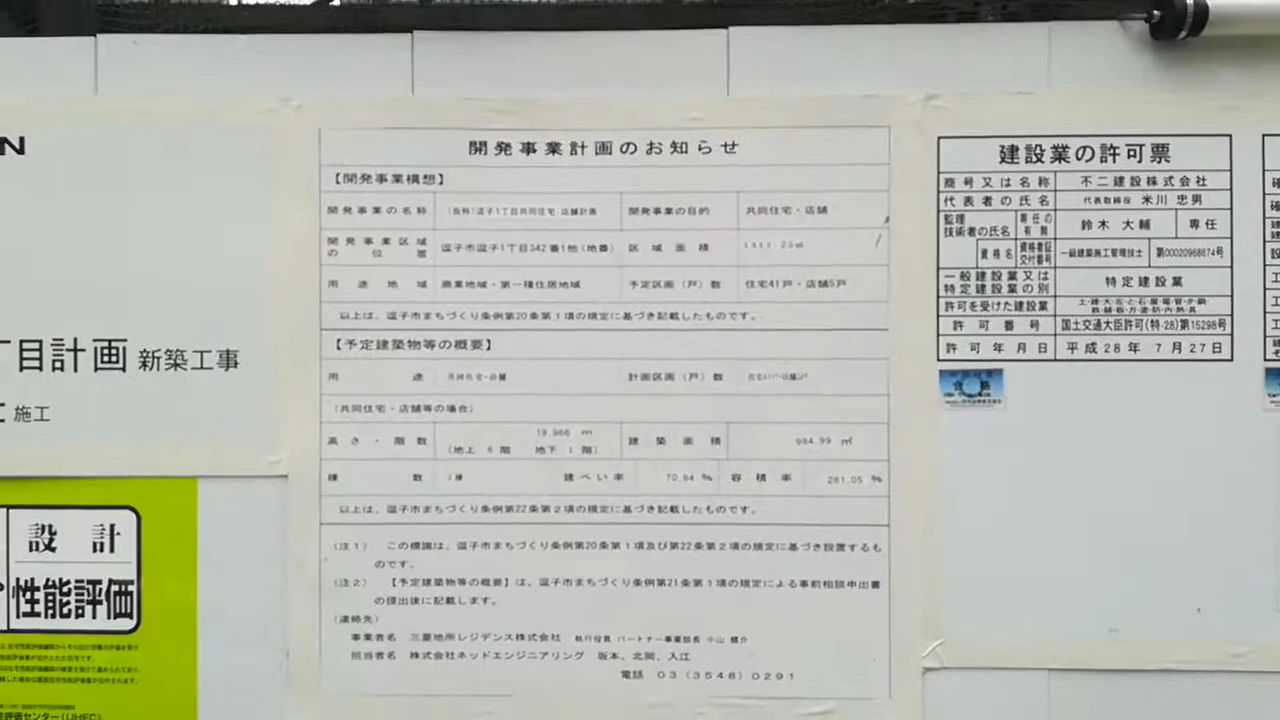 N
丁目計画 新築工事
施工
設計
性能評価
開発事業計画のお知らせ
【開発事業構想】
開発事業の名称 (仮称)逗子1丁目共同住宅・店舗計画 開発事業の目的 共同住宅・店舗
開発事業区域の位置 逗子市逗子1丁目342番1他(地番) 区域面積
用途地域 商業地域・第一種住居地域 予定区画(戸)数 住宅41戸・店舗5戸
以上は、逗子市まちづくり条例第20条第1項の規定に基づき記載したものです。
【予定建築物等の概要】
用途 共同住宅・店舗 計画区画(戸)数
(共同住宅・店舗等の場合)
高さ・階数 19.966 m 建築面積 984.99 ㎡
(地上 6階 地下 1階)
棟数 1棟 建ぺい率 70.84 % 容積率 281.05 %
以上は、逗子市まちづくり条例第22条第2項の規定に基づき記載したものです。
(注1) この標識は、逗子市まちづくり条例第20条第1項及び第22条第2項の規定に基づき設置するも
のです。
(注2) 【予定建築物等の概要】は、逗子市まちづくり条例第21条第1項の規定による事前相談申出書
の提出後に記載します。
(連絡先)
事業者名 三菱地所レジデンス株式会社 執行役員 パートナー事業部長 小山 健介
担当者名 株式会社ネッドエンジニアリング 坂本、北岡、入江
電話 03(3548)0291
建設業の許可票
商号又は名称 不二建設株式会社
代表者の氏名 代表取締役 米川 忠男
監理技術者の氏名 専任の有無 鈴木 大輔 専任
資格名 資格者証交付番号 一級建築施工管理技士 第00020968674号
一般建設業又は特定建設業の別 特定建設業
許可を受けた建設業
許可番号 国土交通大臣許可(特-28)第15298号
許可年月日 平成28年 7月27日
合格